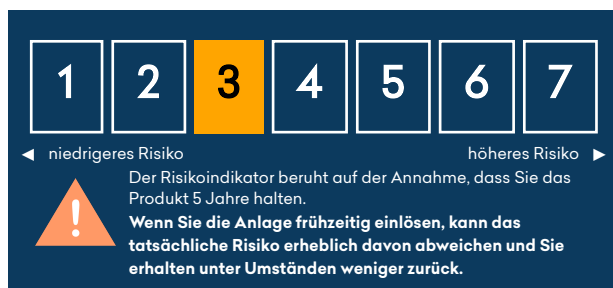 1 2 3 4 5 6 7
◄ niedrigeres Risiko höheres Risiko ►
Der Risikoindikator beruht auf der Annahme, dass Sie das
Produkt 5 Jahre halten.
!
Wenn Sie die Anlage frühzeitig einlösen, kann das
tatsächliche Risiko erheblich davon abweichen und Sie
erhalten unter Umständen weniger zurück.